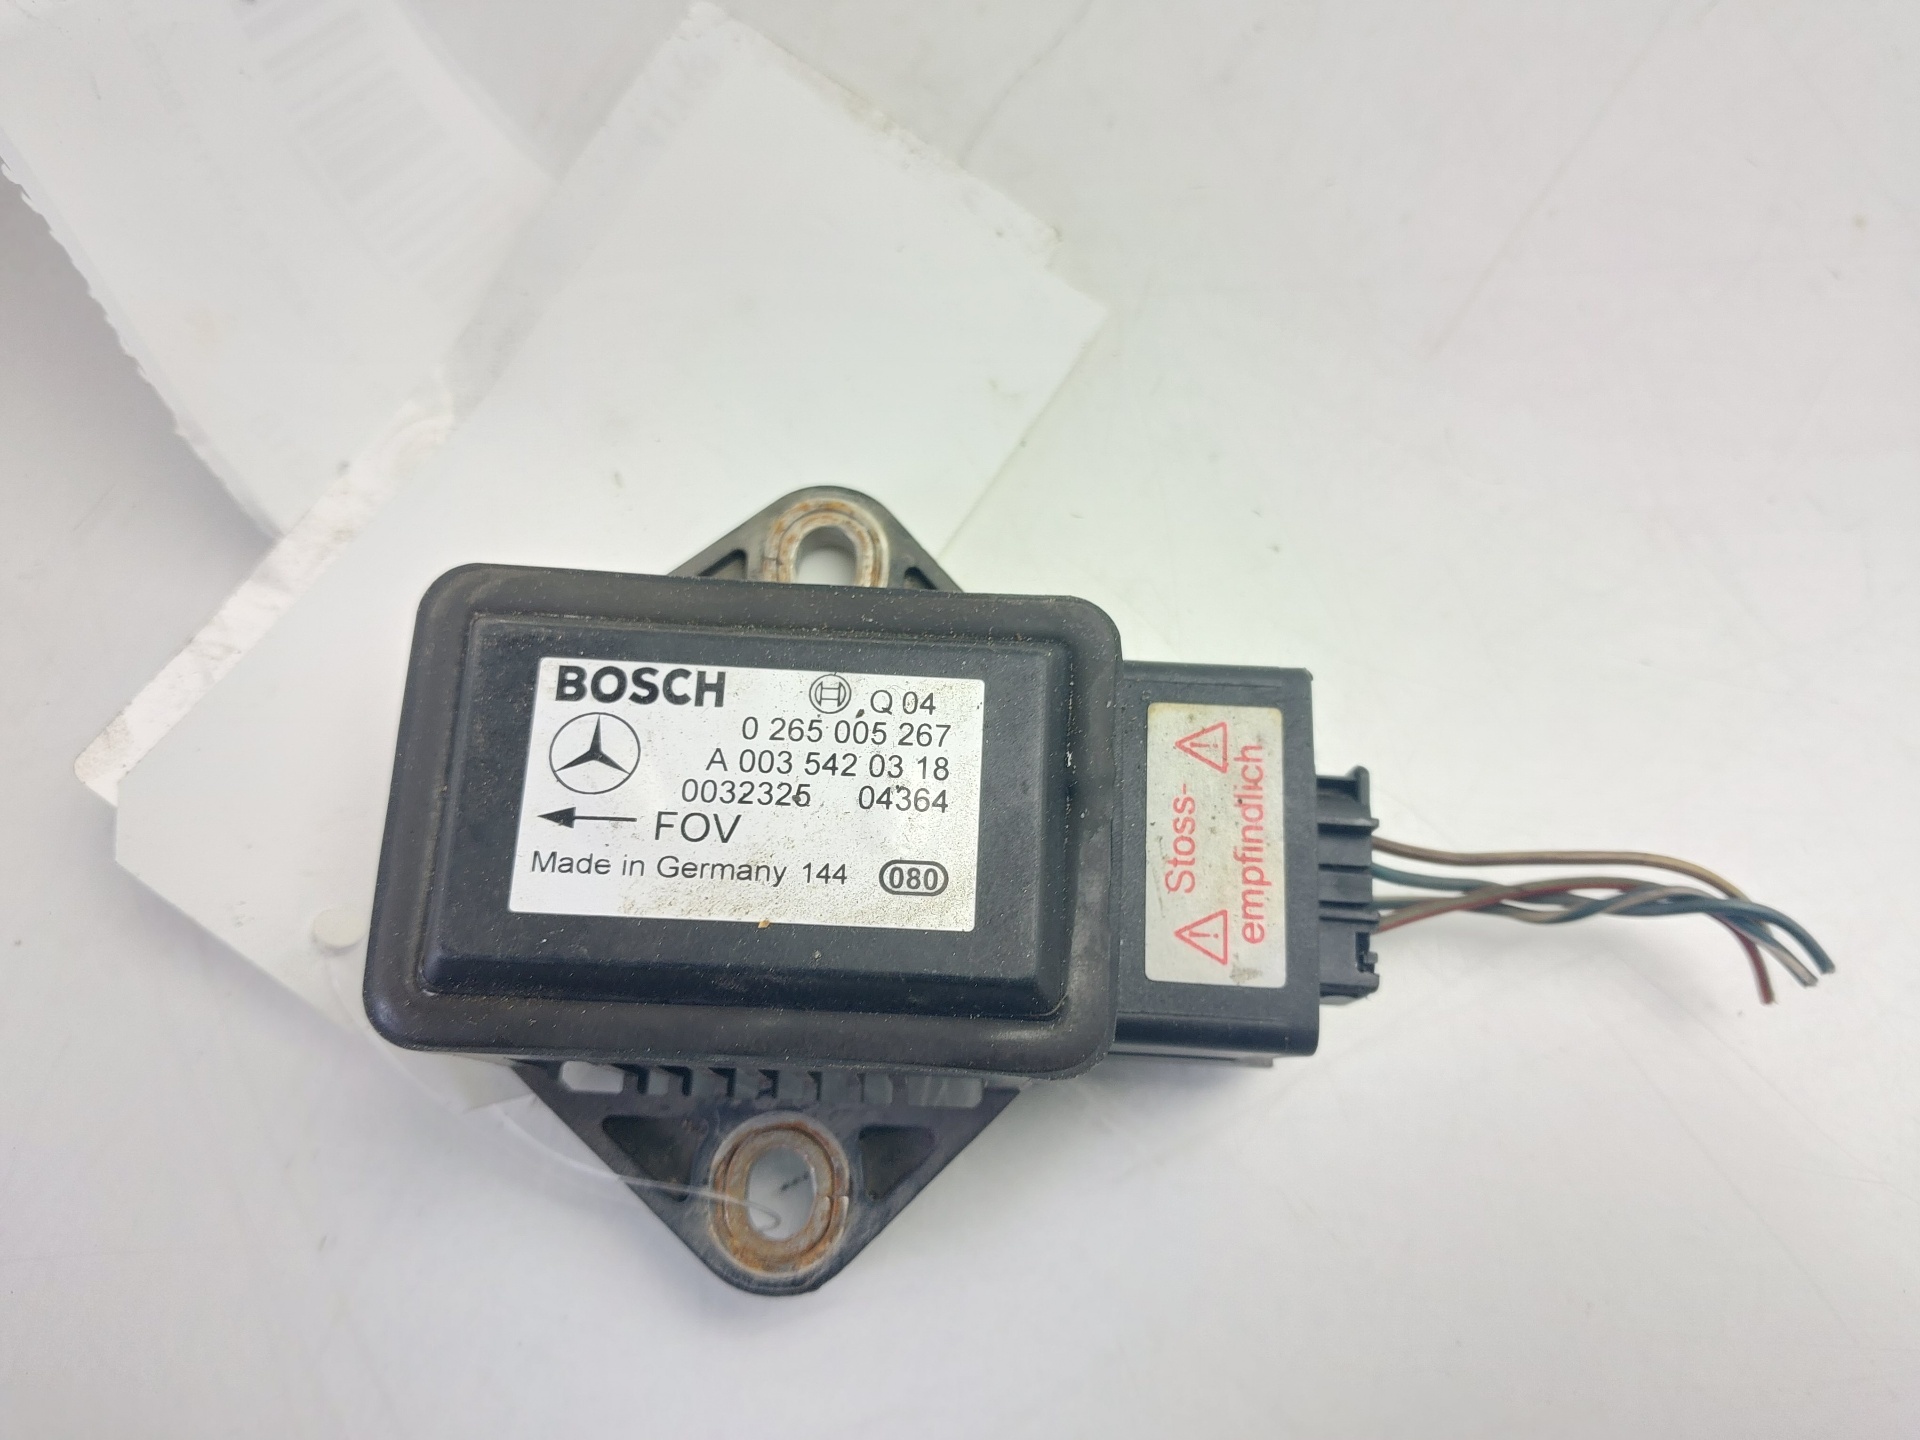 BOSCH
Q 04
0 265 005 267
A 003 542 03 18
0032325 04364
FOV
Made in Germany 144 080
Stoss-
empfindlich